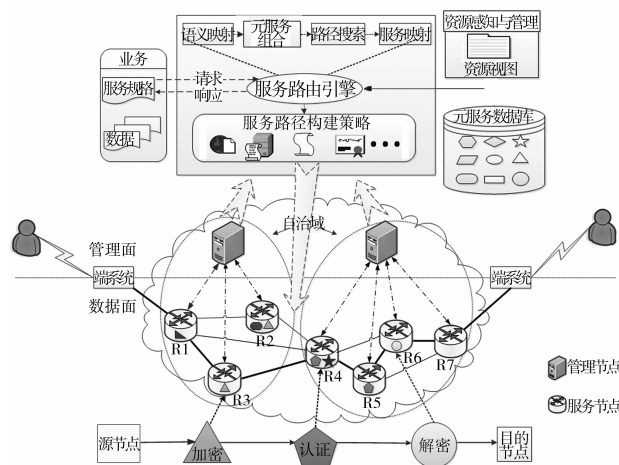 语义映射
元服务
组合
路径搜索
服务映射
资源感知与管理
资源视图
业务
服务规格
数据
请求
响应
服务路由引擎
服务路径构建策略
元服务数据库
自治域
管理面
端系统
端系统
数据面
R1
R2
R3
R4
R5
R6
R7
管理节点
服务节点
源节点
加密
认证
解密
目的
节点